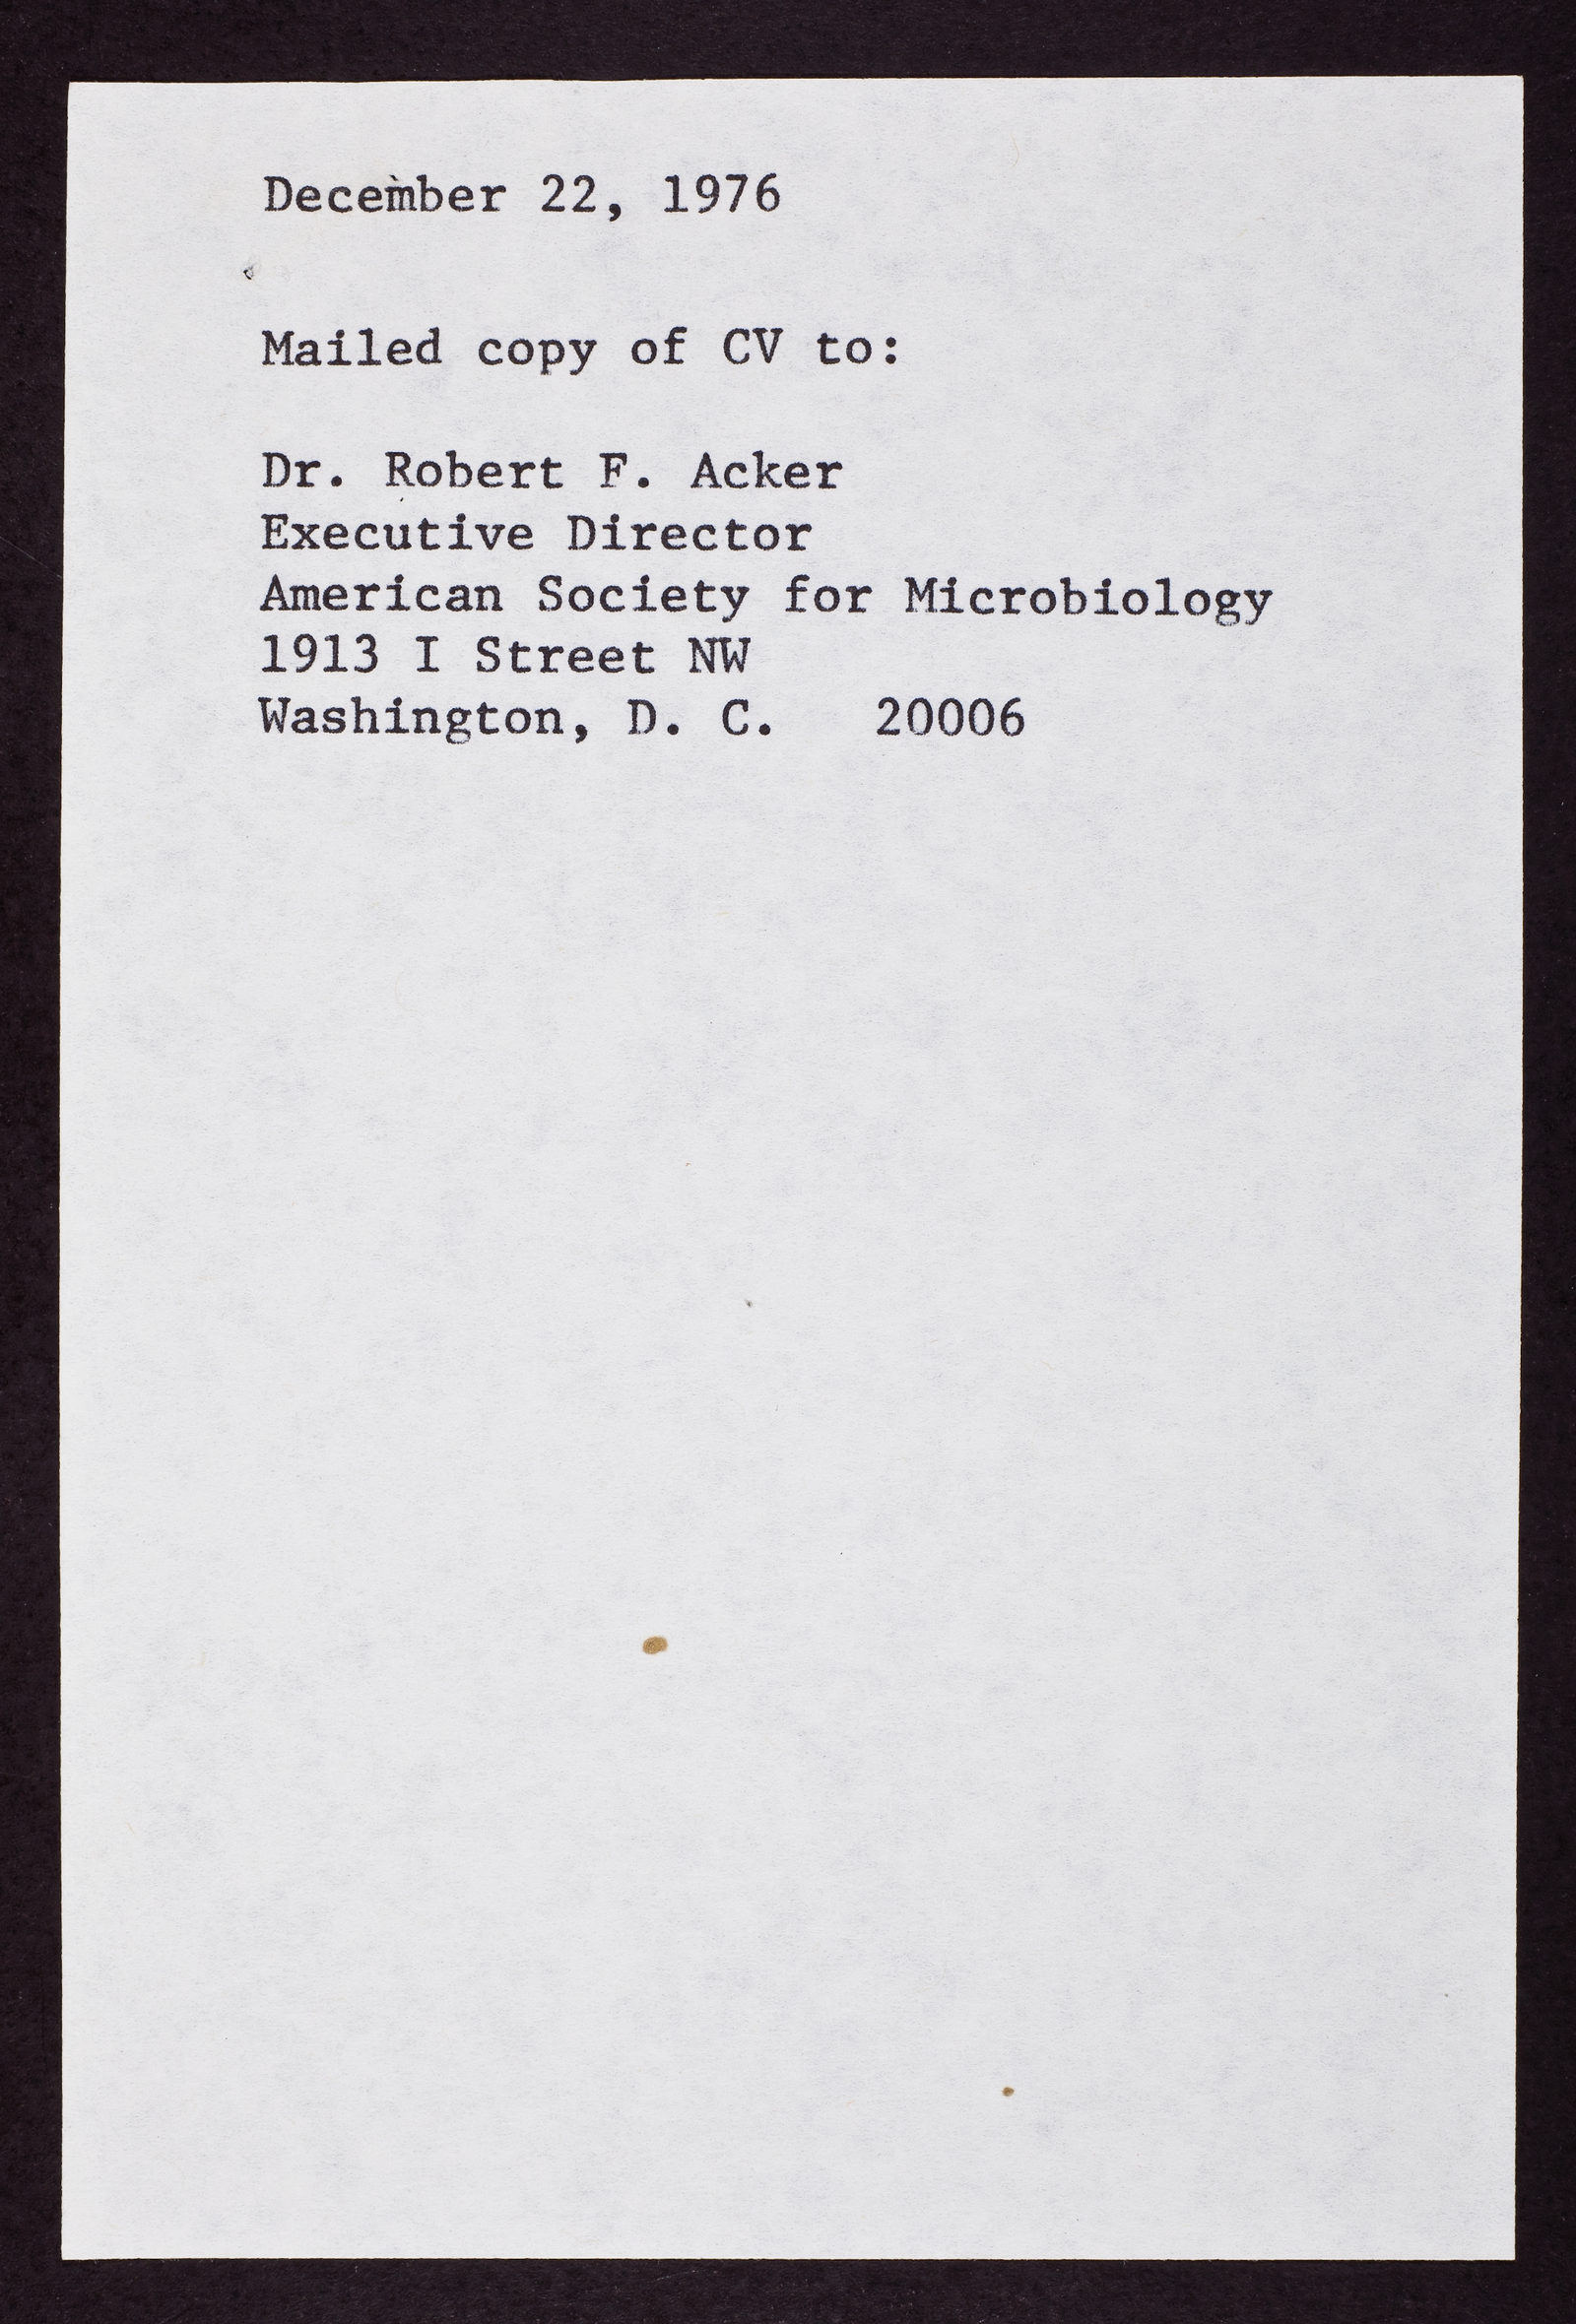 December 22, 1976
Mailed copy of CV to:
Dr. Robert F. Acker
Executive Director
American Society for Microbiology
1913 I Street NW
Washington, D. C.   20006